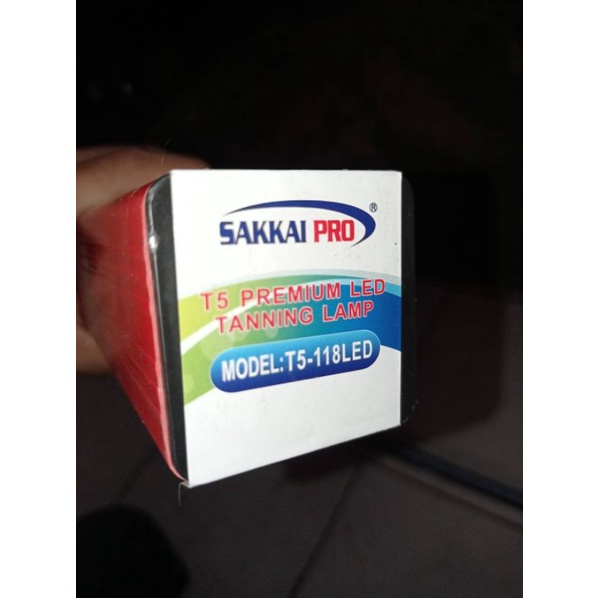 SAKKAI PRO®
T5 PREMIUM LED
TANNING LAMP
MODEL:T5-118LED